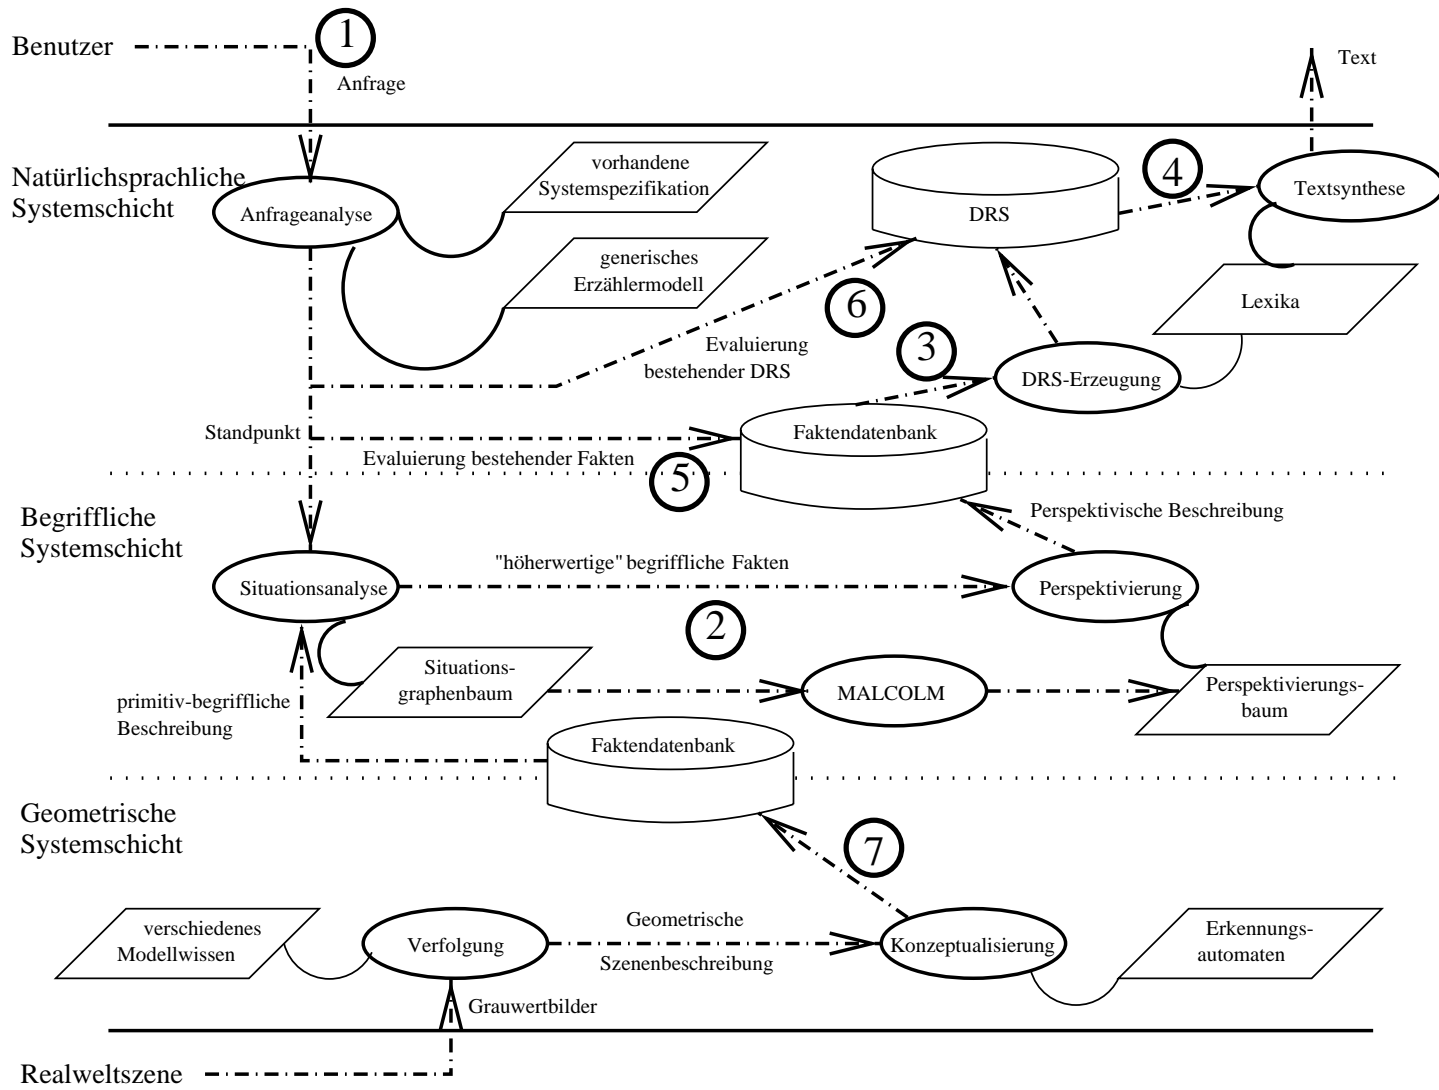 1
Benutzer
Text
Anfrage
Natürlichsprachliche
Systemschicht
vorhandene
Systemspezifikation
4
Textsynthese
Anfrageanalyse
DRS
generisches
Erzählermodell
6
Lexika
Evaluierung
bestehender DRS
3
DRS-Erzeugung
Standpunkt
Faktendatenbank
Evaluierung bestehender Fakten
5
Begriffliche
Systemschicht
Perspektivische Beschreibung
"höherwertige" begriffliche Fakten
Situationsanalyse
Perspektivierung
2
Situations-
graphenbaum
MALCOLM
Perspektivierungs-
baum
primitiv-begriffliche
Beschreibung
Faktendatenbank
Geometrische
Systemschicht
7
verschiedenes
Modellwissen
Verfolgung
Geometrische
Szenenbeschreibung
Konzeptualisierung
Erkennungs-
automaten
Grauwertbilder
Realweltszene